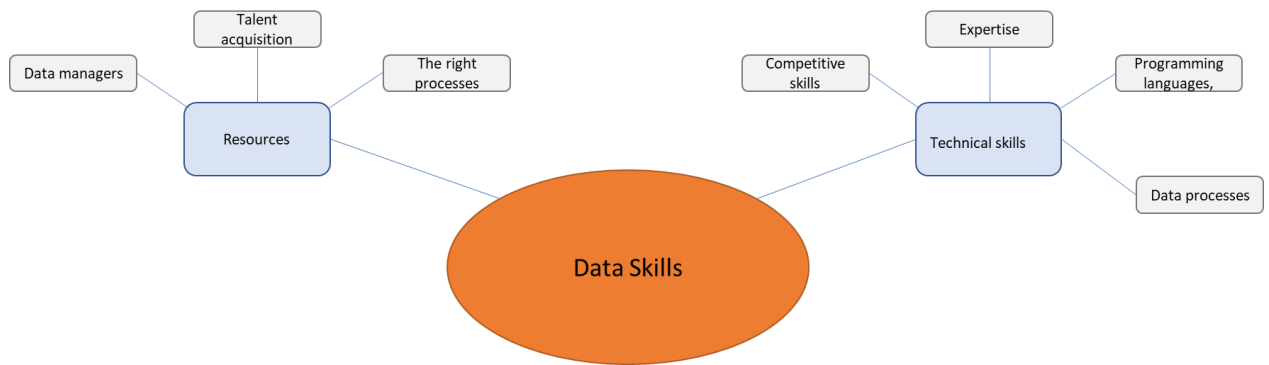 Talent
acquisition
Data managers
The right
processes
Resources
Expertise
Competitive
skills
Programming
languages,
Technical skills
Data processes
Data Skills